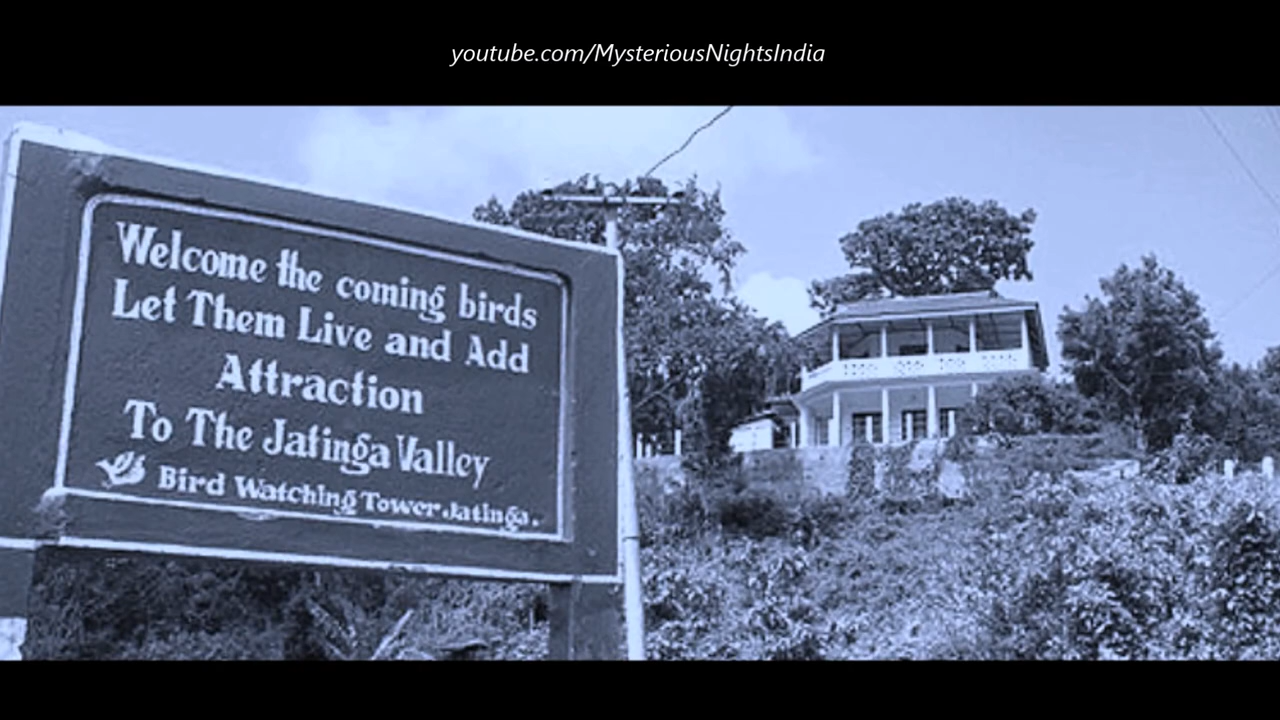 youtube.com/MysteriousNightsIndia
Welcome the coming birds
Let Them Live and Add
Attraction
To The Jatinga Valley
Bird Watching Tower Jatinga.